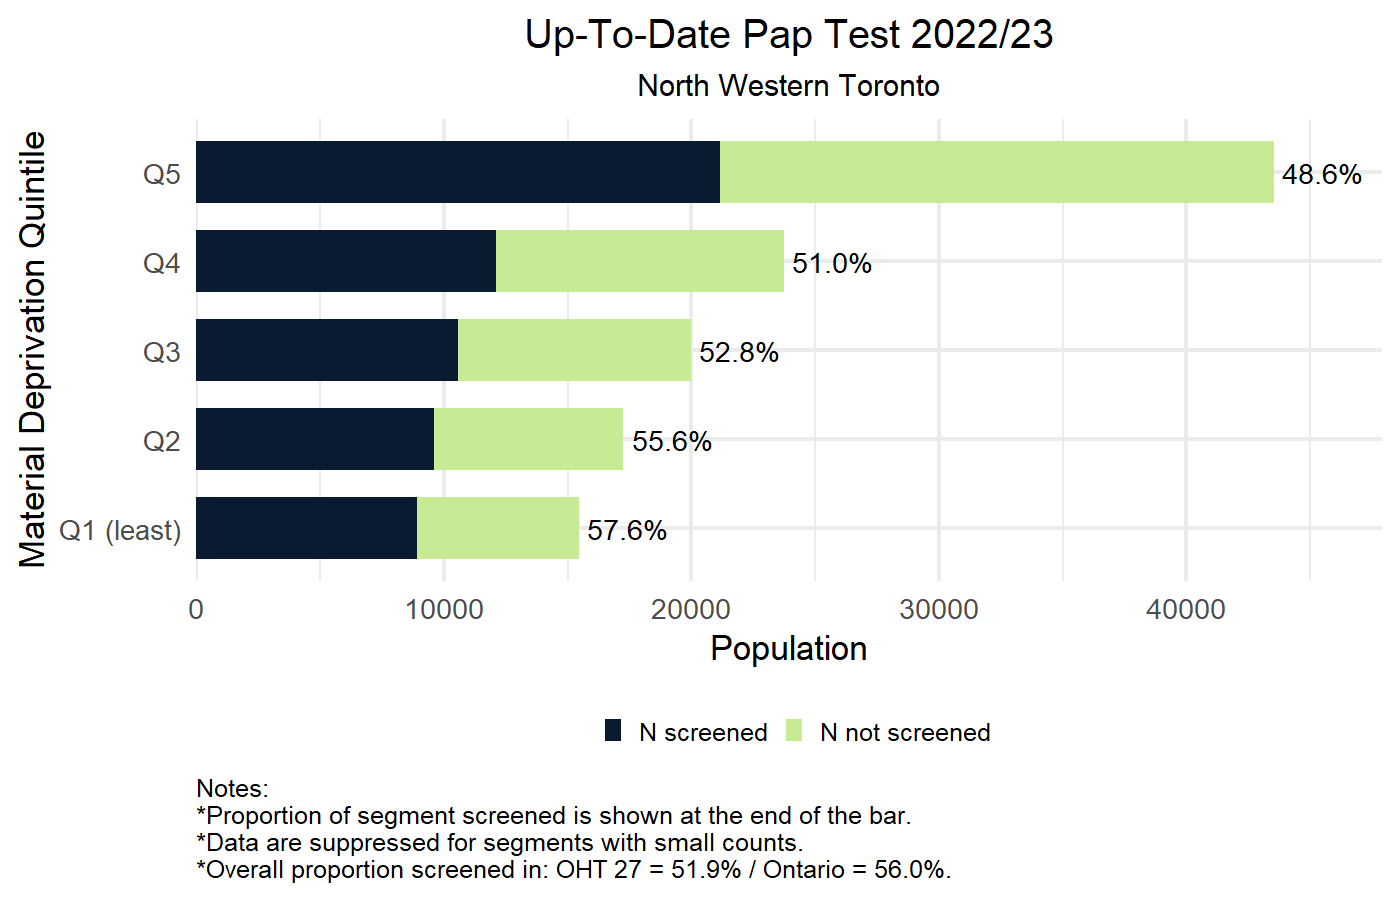 Up-To-Date Pap Test 2022/23
North Western Toronto
Material Deprivation Quintile
Q5
48.6%
Q4
51.0%
Q3
52.8%
Q2
55.6%
Q1 (least)
57.6%
0 10000 20000 30000 40000
Population
N screened N not screened
Notes:
*Proportion of segment screened is shown at the end of the bar.
*Data are suppressed for segments with small counts.
*Overall proportion screened in: OHT 27 = 51.9% / Ontario = 56.0%.